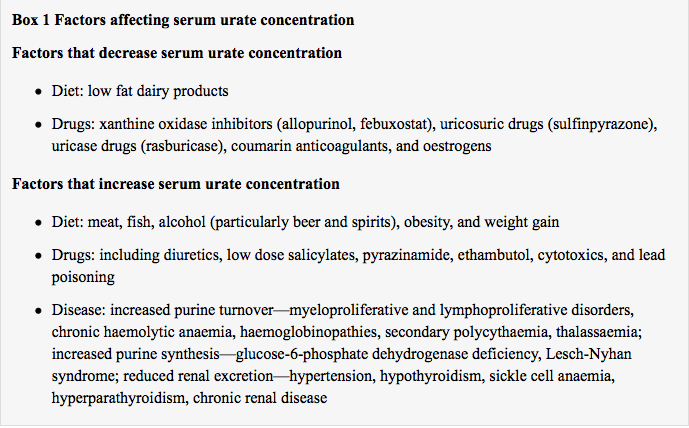 Box 1 Factors affecting serum urate concentration
Factors that decrease serum urate concentration
• Diet: low fat dairy products
• Drugs: xanthine oxidase inhibitors (allopurinol, febuxostat), uricosuric drugs (sulfinpyrazone),
uricase drugs (rasburicase), coumarin anticoagulants, and oestrogens
Factors that increase serum urate concentration
• Diet: meat, fish, alcohol (particularly beer and spirits), obesity, and weight gain
• Drugs: including diuretics, low dose salicylates, pyrazinamide, ethambutol, cytotoxics, and lead
poisoning
• Disease: increased purine turnover—myeloproliferative and lymphoproliferative disorders,
chronic haemolytic anaemia, haemoglobinopathies, secondary polycythaemia, thalassaemia;
increased purine synthesis—glucose-6-phosphate dehydrogenase deficiency, Lesch-Nyhan
syndrome; reduced renal excretion—hypertension, hypothyroidism, sickle cell anaemia,
hyperparathyroidism, chronic renal disease